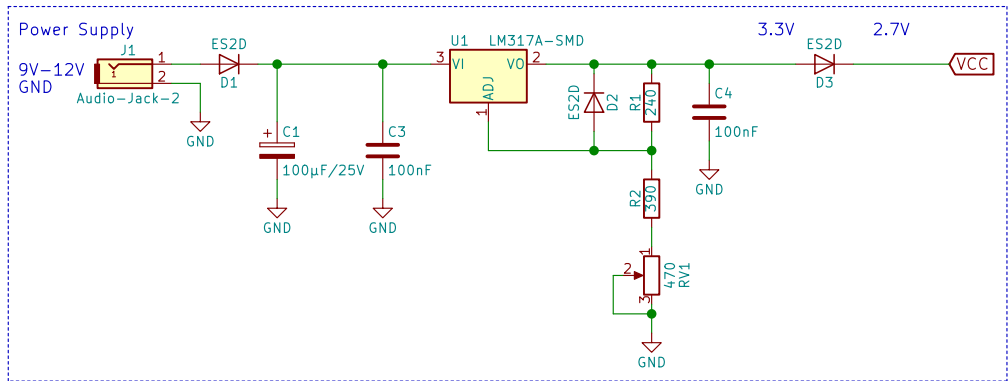 Power Supply
3.3V
2.7V
J1
ES2D
U1
LM317A-SMD
ES2D
9V-12V
1
3
VI
VO
2
VCC
GND
1
2
D1
D3
Audio-Jack-2
ADJ
1
ES2D
D2
R1
240
C4
100nF
GND
+
C1
C3
100µF/25V
100nF
GND
R2
390
GND
GND
1
2
3
470
RV1
GND